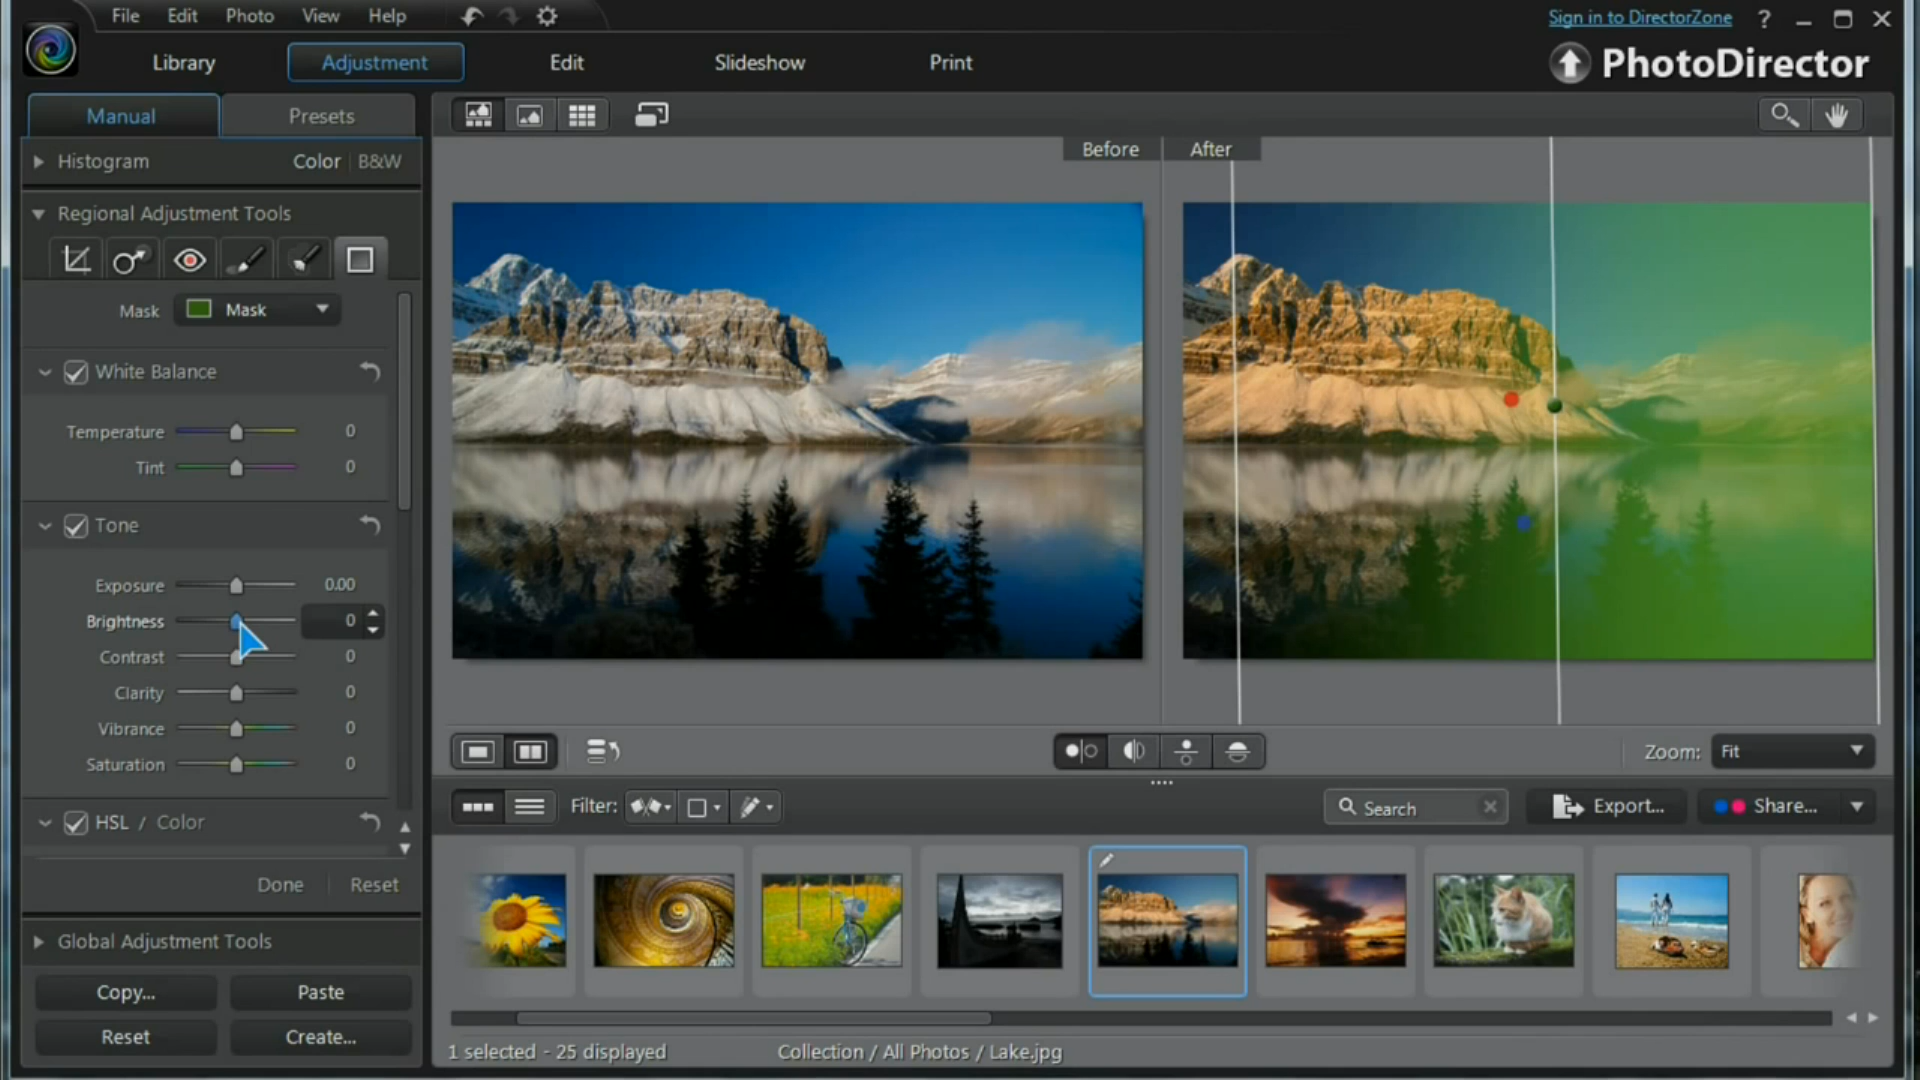 File Edit Photo View Help
Sign in to DirectorZone ?
Library Adjustment Edit Slideshow Print
PhotoDirector
Manual Presets
Histogram Color | B&W
Before After
Regional Adjustment Tools
Mask Mask
White Balance
Temperature 0
Tint 0
Tone
Exposure 0.00
Brightness 0
Contrast 0
Clarity 0
Vibrance 0
Saturation 0
HSL / Color
Done Reset
Global Adjustment Tools
Copy... Paste
Reset Create...
Zoom: Fit
Filter: Search Export... Share...
1 selected - 25 displayed Collection / All Photos / Lake.jpg